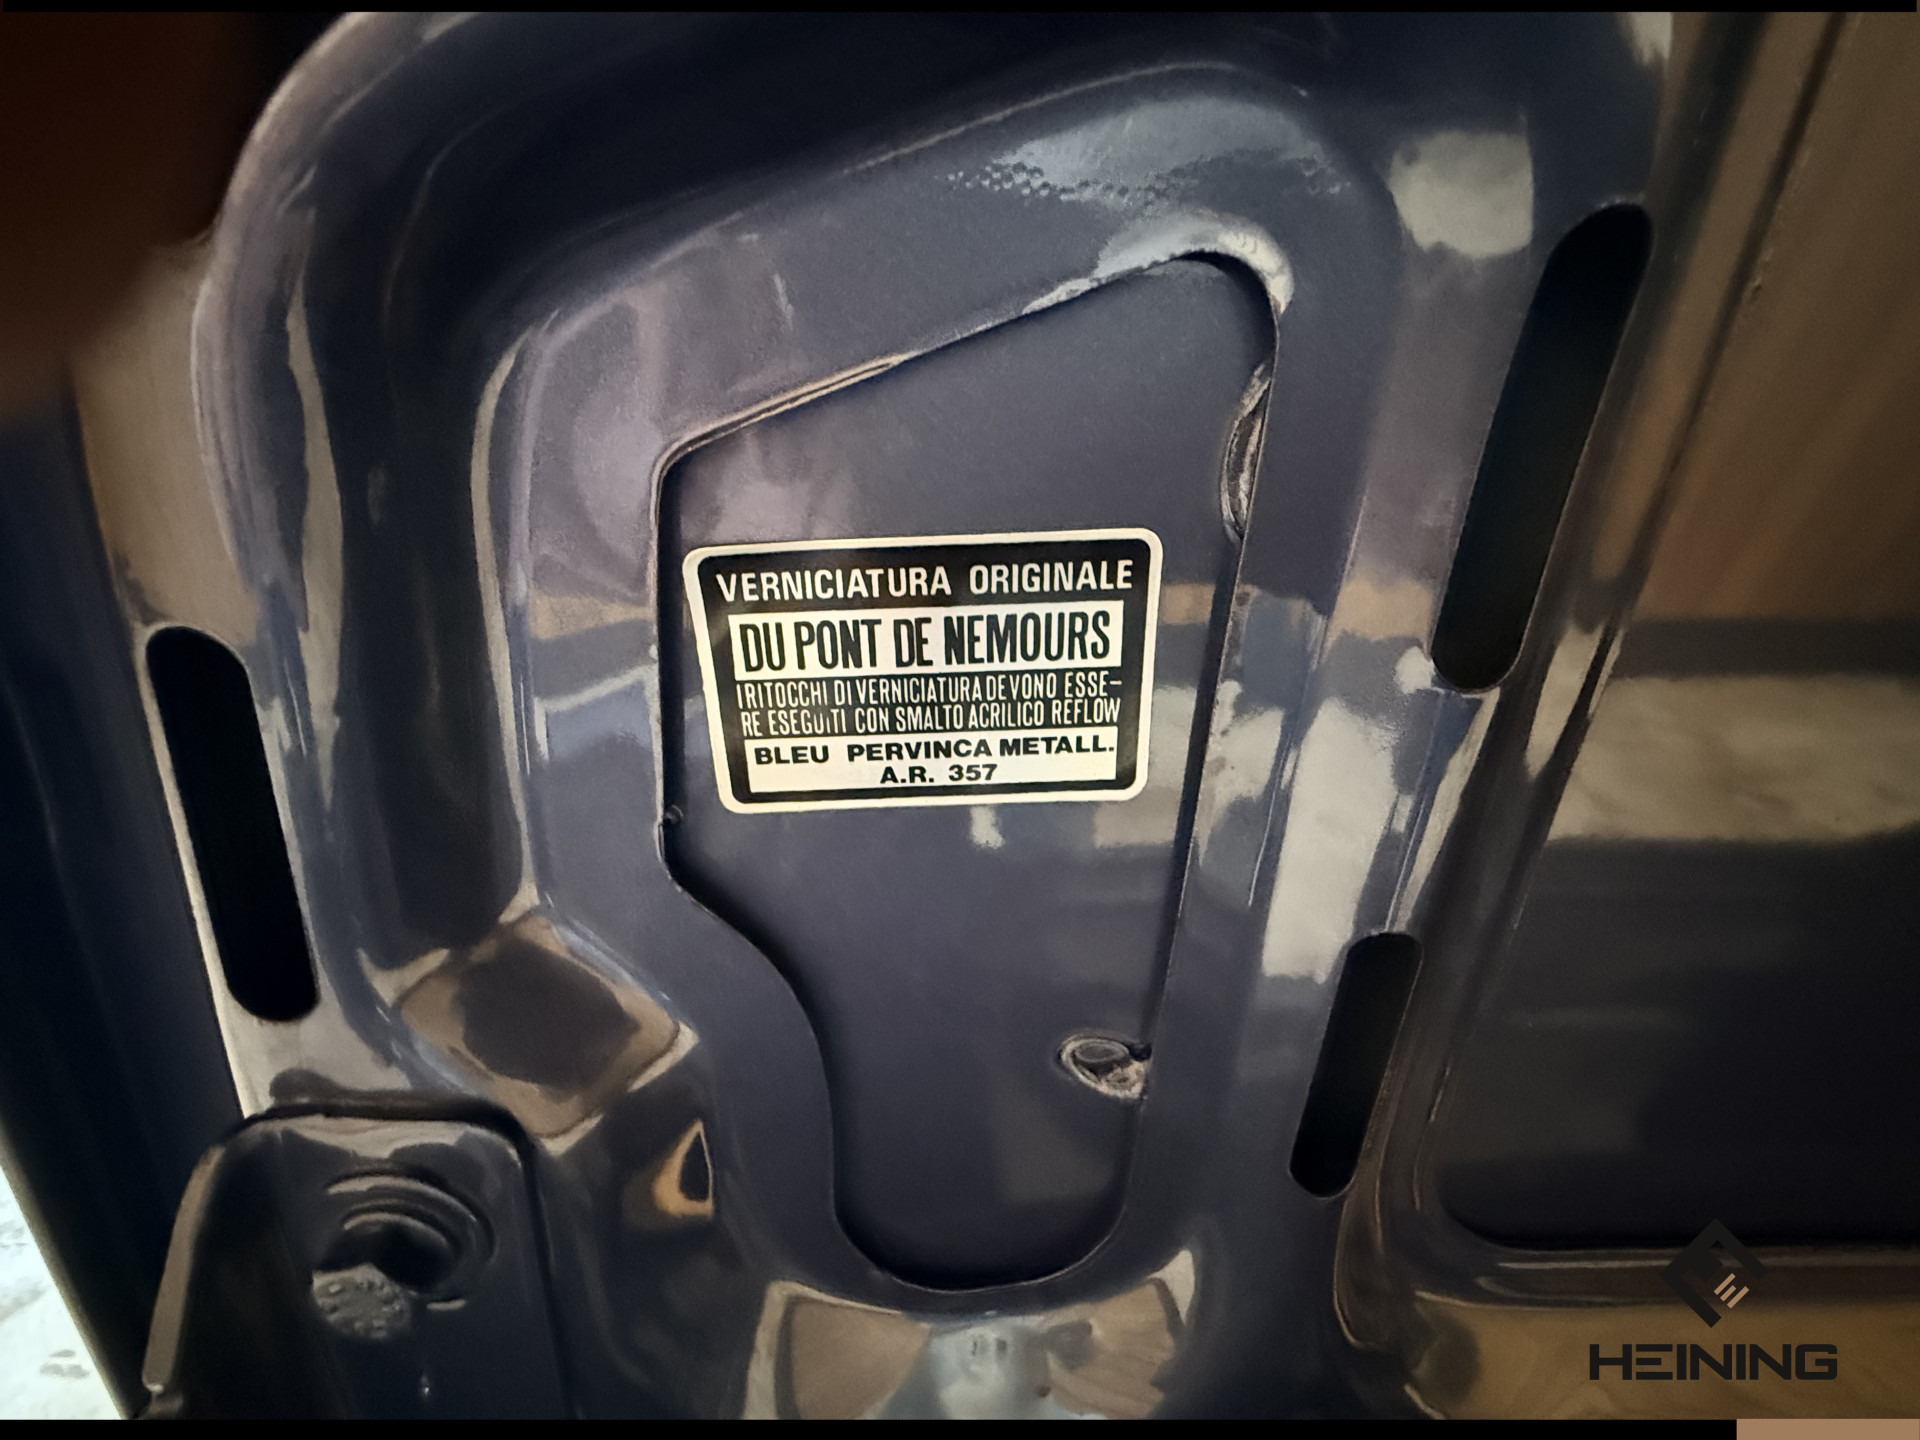 VERNICIATURA ORIGINALE
DU PONT DE NEMOURS
I RITOCCHI DI VERNICIATURA DEVONO ESSE-
RE ESEGUITI CON SMALTO ACRILICO REFLOW
BLEU PERVINCA METALL.
A.R. 357
HEINING